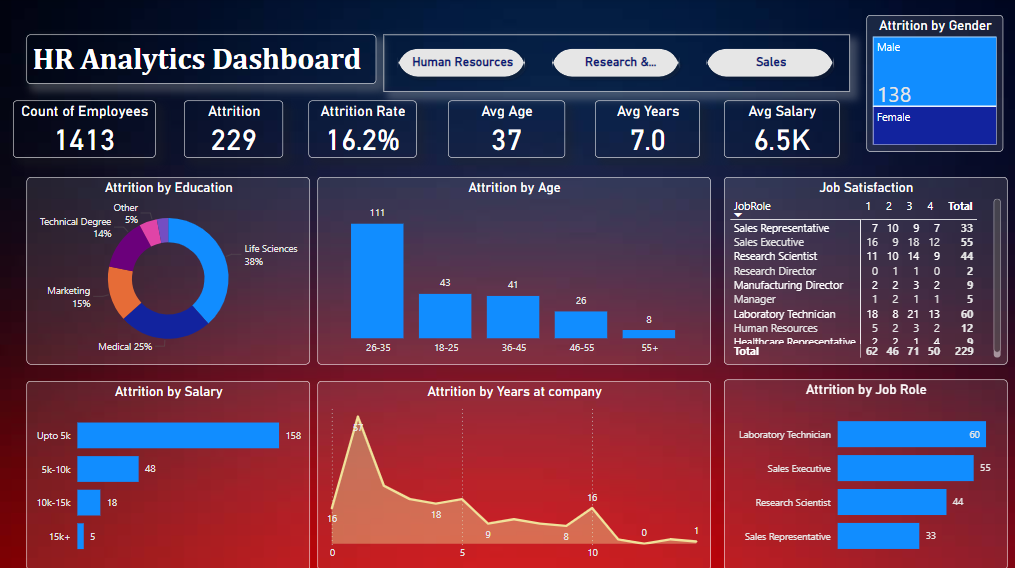 Attrition by Gender
Male
138
Female
HR Analytics Dashboard
Human Resources
Research &...
Sales
Count of Employees
1413
Attrition
229
Attrition Rate
16.2%
Avg Age
37
Avg Years
7.0
Avg Salary
6.5K
Attrition by Education
Other
5%
Technical Degree
14%
Life Sciences
38%
Marketing
15%
Medical 25%
Attrition by Age
111
43
41
26
8
26-35 18-25 36-45 46-55 55+
Job Satisfaction
JobRole 1 2 3 4 Total
Sales Representative 7 10 9 7 33
Sales Executive 16 9 18 12 55
Research Scientist 11 10 14 9 44
Research Director 0 1 1 0 2
Manufacturing Director 2 2 3 2 9
Manager 1 2 1 1 5
Laboratory Technician 18 8 21 13 60
Human Resources 5 2 3 2 12
Healthcare Representative 2 2 1 4 9
Total 62 46 71 50 229
Attrition by Salary
Upto 5k 158
5k-10k 48
10k-15k 18
15k+ 5
Attrition by Years at company
57
16
18
9
8
16
0
1
0 5 10
Attrition by Job Role
Laboratory Technician 60
Sales Executive 55
Research Scientist 44
Sales Representative 33